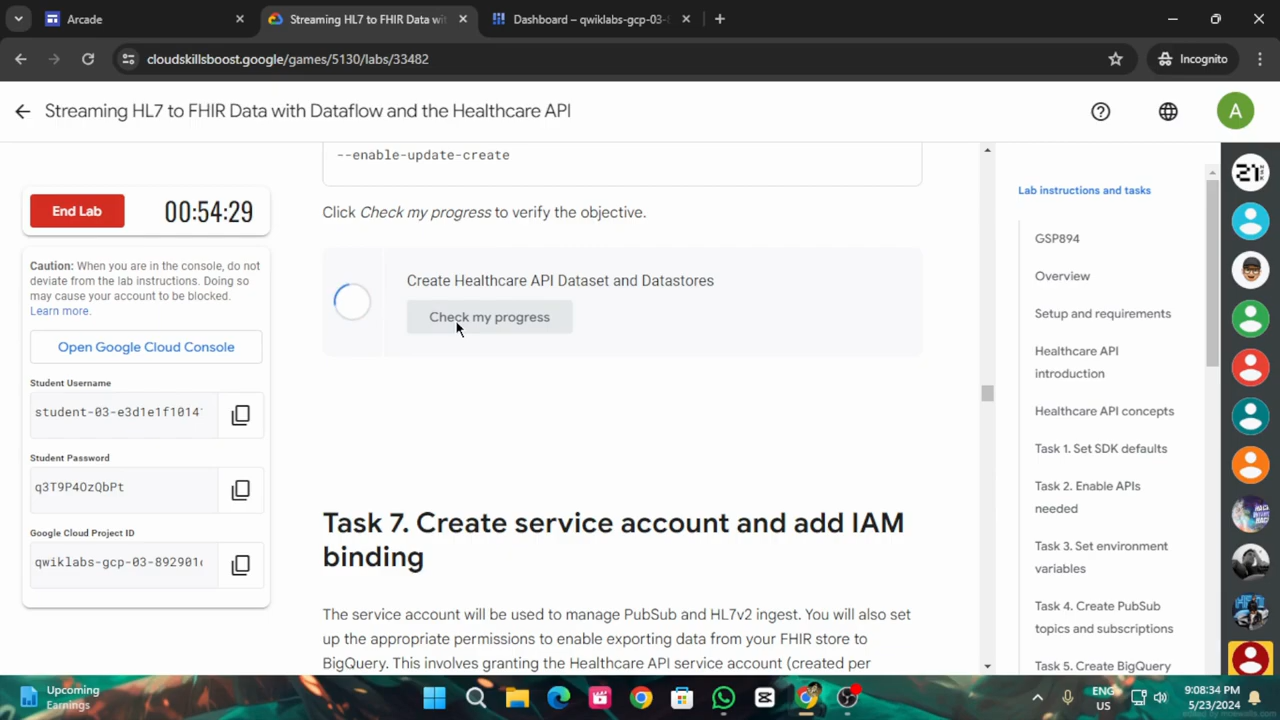 Arcade
Streaming HL7 to FHIR Data wit
Dashboard – qwiklabs-gcp-03-8
cloudskillsboost.google/games/5130/labs/33482
Incognito
Streaming HL7 to FHIR Data with Dataflow and the Healthcare API
A
End Lab
00:54:29
Caution: When you are in the console, do not
deviate from the lab instructions. Doing so
may cause your account to be blocked.
Learn more.
Open Google Cloud Console
Student Username
student-03-e3d1e1f1014
Student Password
q3T9P4OzQbPt
Google Cloud Project ID
qwiklabs-gcp-03-892901
--enable-update-create
Click Check my progress to verify the objective.
Create Healthcare API Dataset and Datastores
Check my progress
Task 7. Create service account and add IAM
binding
The service account will be used to manage PubSub and HL7v2 ingest. You will also set
up the appropriate permissions to enable exporting data from your FHIR store to
BigQuery. This involves granting the Healthcare API service account (created per
Lab instructions and tasks
GSP894
Overview
Setup and requirements
Healthcare API
introduction
Healthcare API concepts
Task 1. Set SDK defaults
Task 2. Enable APIs
needed
Task 3. Set environment
variables
Task 4. Create PubSub
topics and subscriptions
Task 5. Create BigQuery
Upcoming
Earnings
ENG
US
9:08:34 PM
5/23/2024